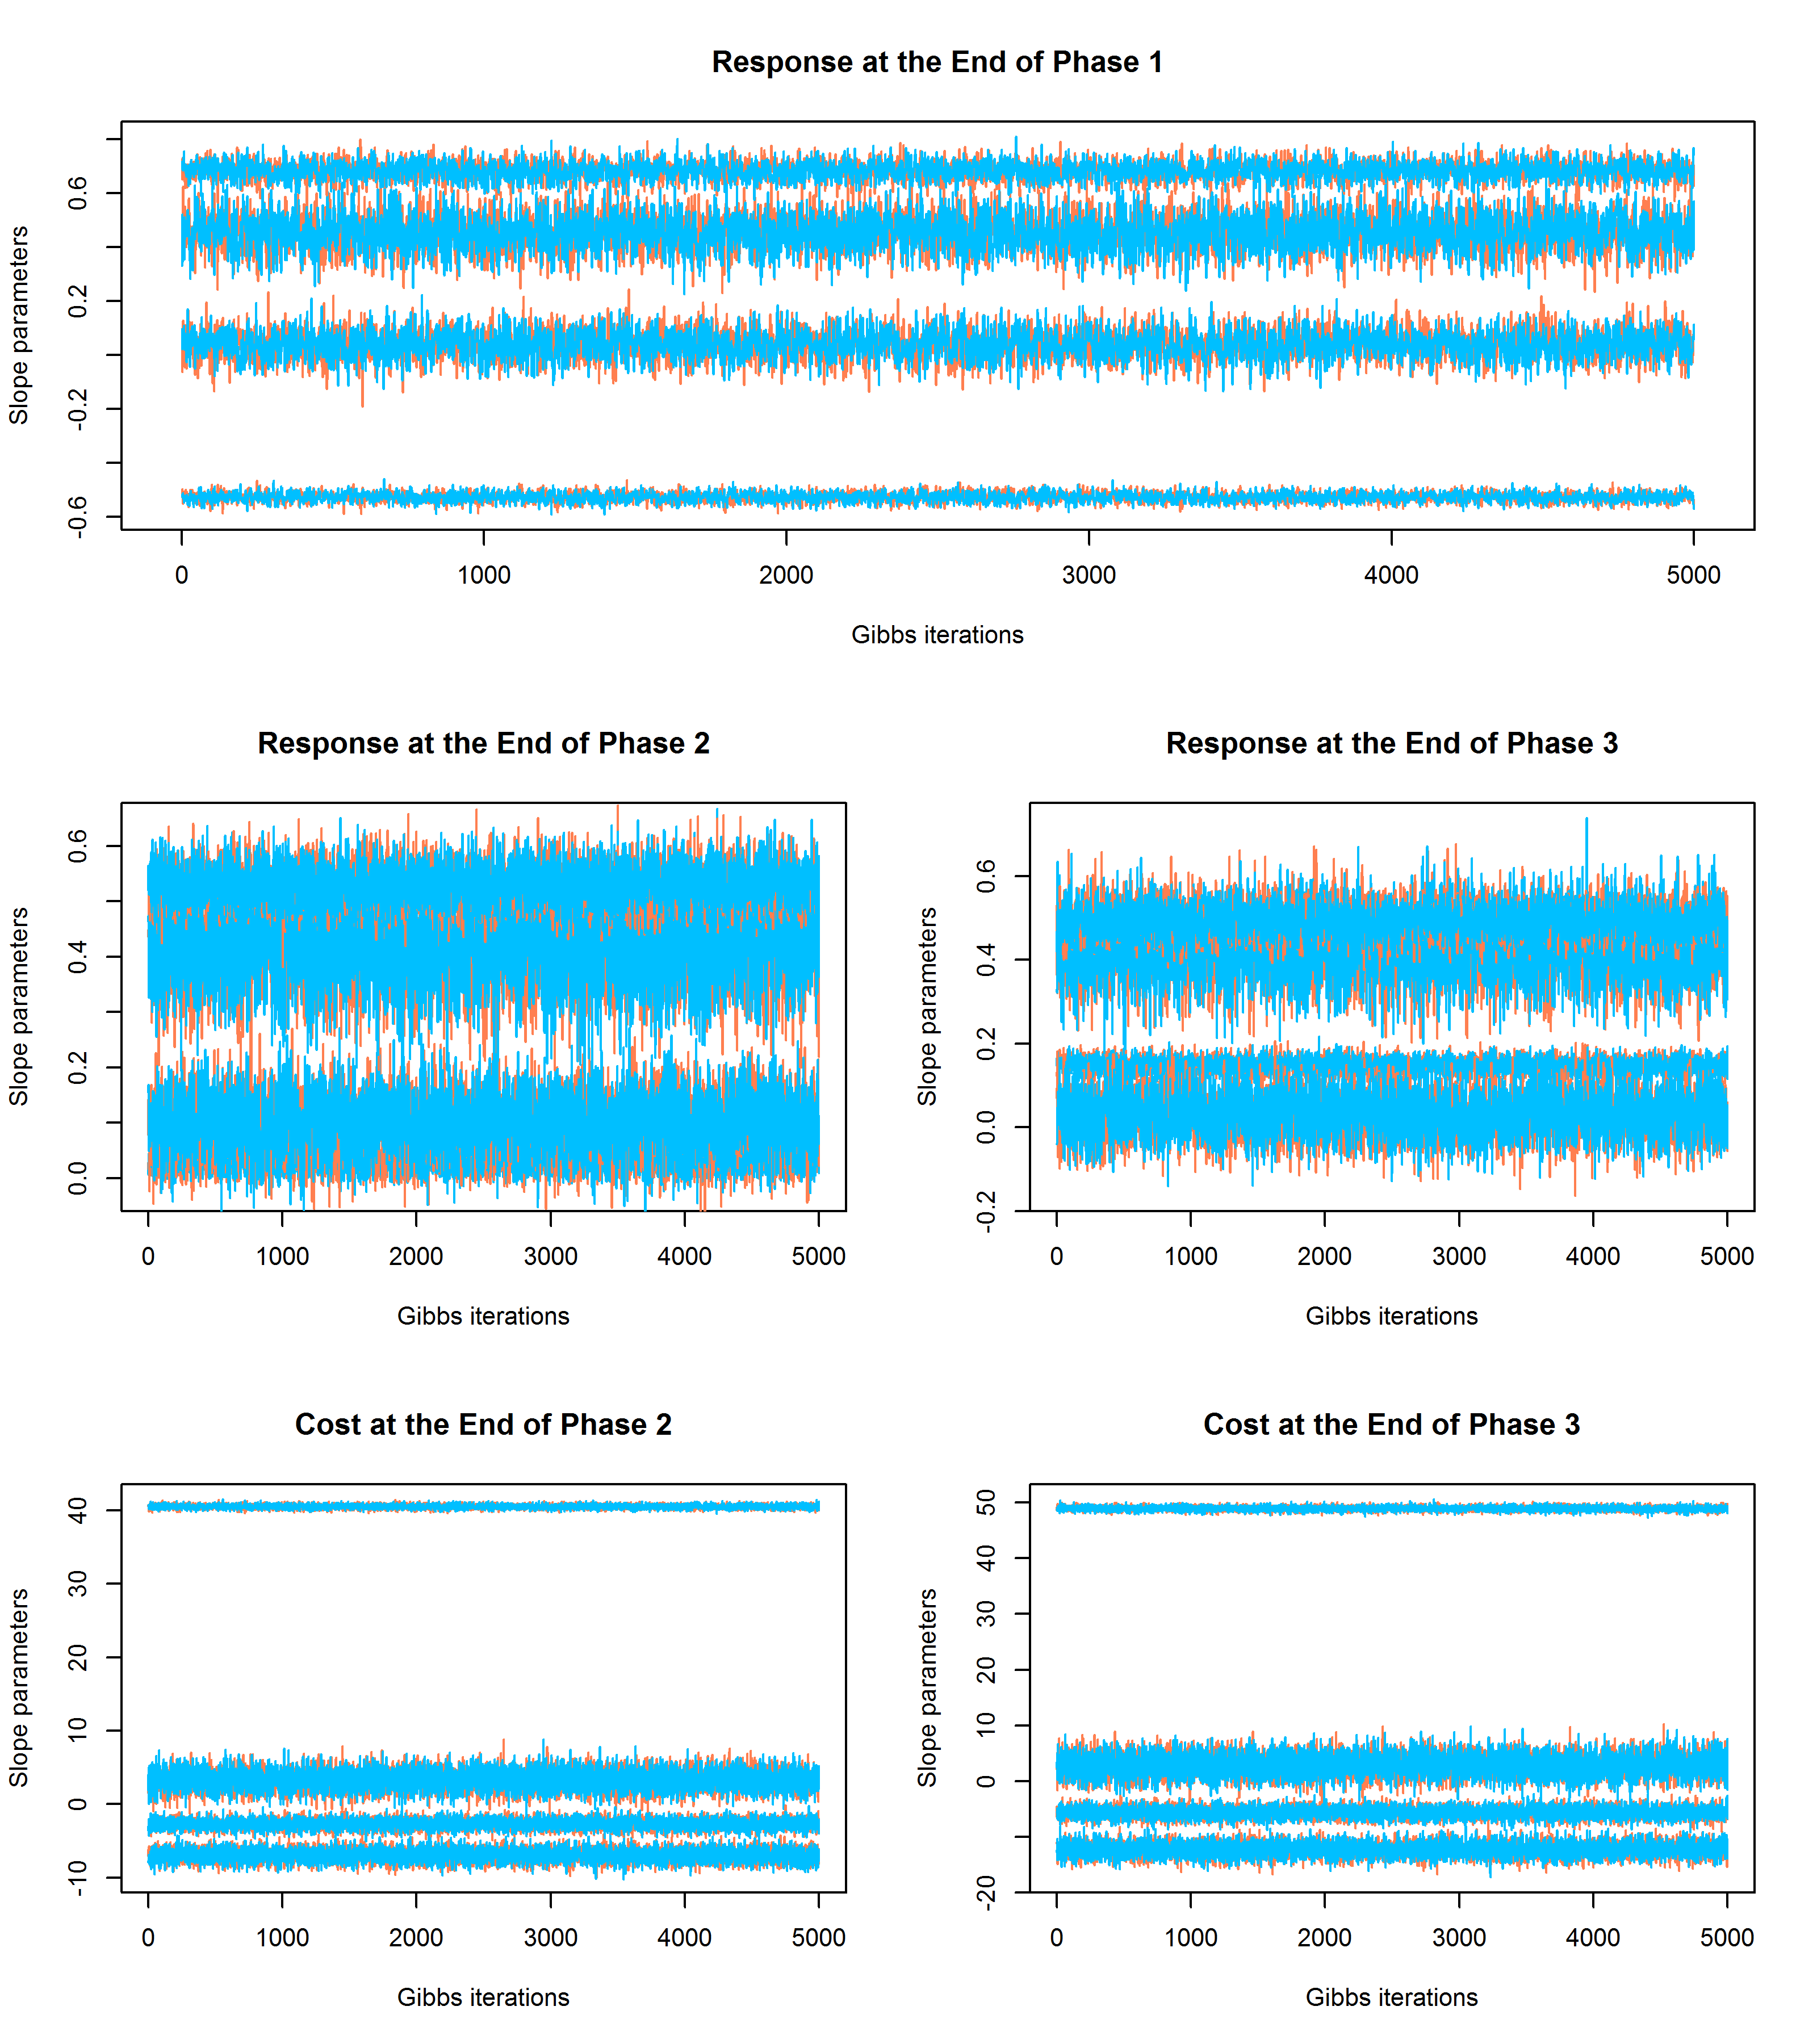 Response at the End of Phase 1
Slope parameters
0.6
0.2
-0.2
-0.6
0 1000 2000 3000 4000 5000
Gibbs iterations
Response at the End of Phase 2
Slope parameters
0.6
0.4
0.2
0.0
0 1000 2000 3000 4000 5000
Gibbs iterations
Response at the End of Phase 3
Slope parameters
0.6
0.4
0.2
0.0
-0.2
0 1000 2000 3000 4000 5000
Gibbs iterations
Cost at the End of Phase 2
Slope parameters
40
30
20
10
0
-10
0 1000 2000 3000 4000 5000
Gibbs iterations
Cost at the End of Phase 3
Slope parameters
50
40
30
20
10
0
-20
0 1000 2000 3000 4000 5000
Gibbs iterations